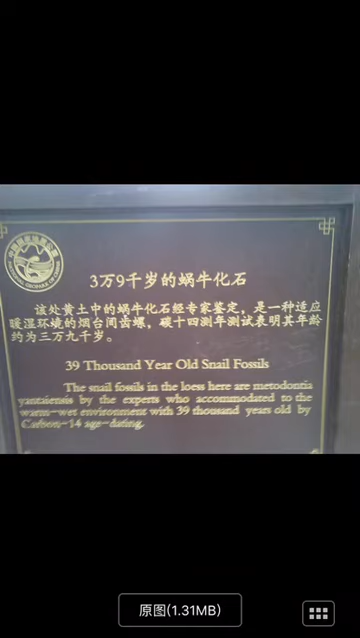 3万9千岁的蜗牛化石
该处黄土中的蜗牛化石经专家鉴定，是一种适应
暖湿环境的烟台间齿螺，碳十四测年测试表明其年龄
约为三万九千岁。
39 Thousand Year Old Snail Fossils
The snail fossils in the loess here are metodontia
yantaiensis by the experts who accommodated to the
warm-wet environment with 39 thousand years old by
Carbon-14 age-dating.
原图(1.31MB)